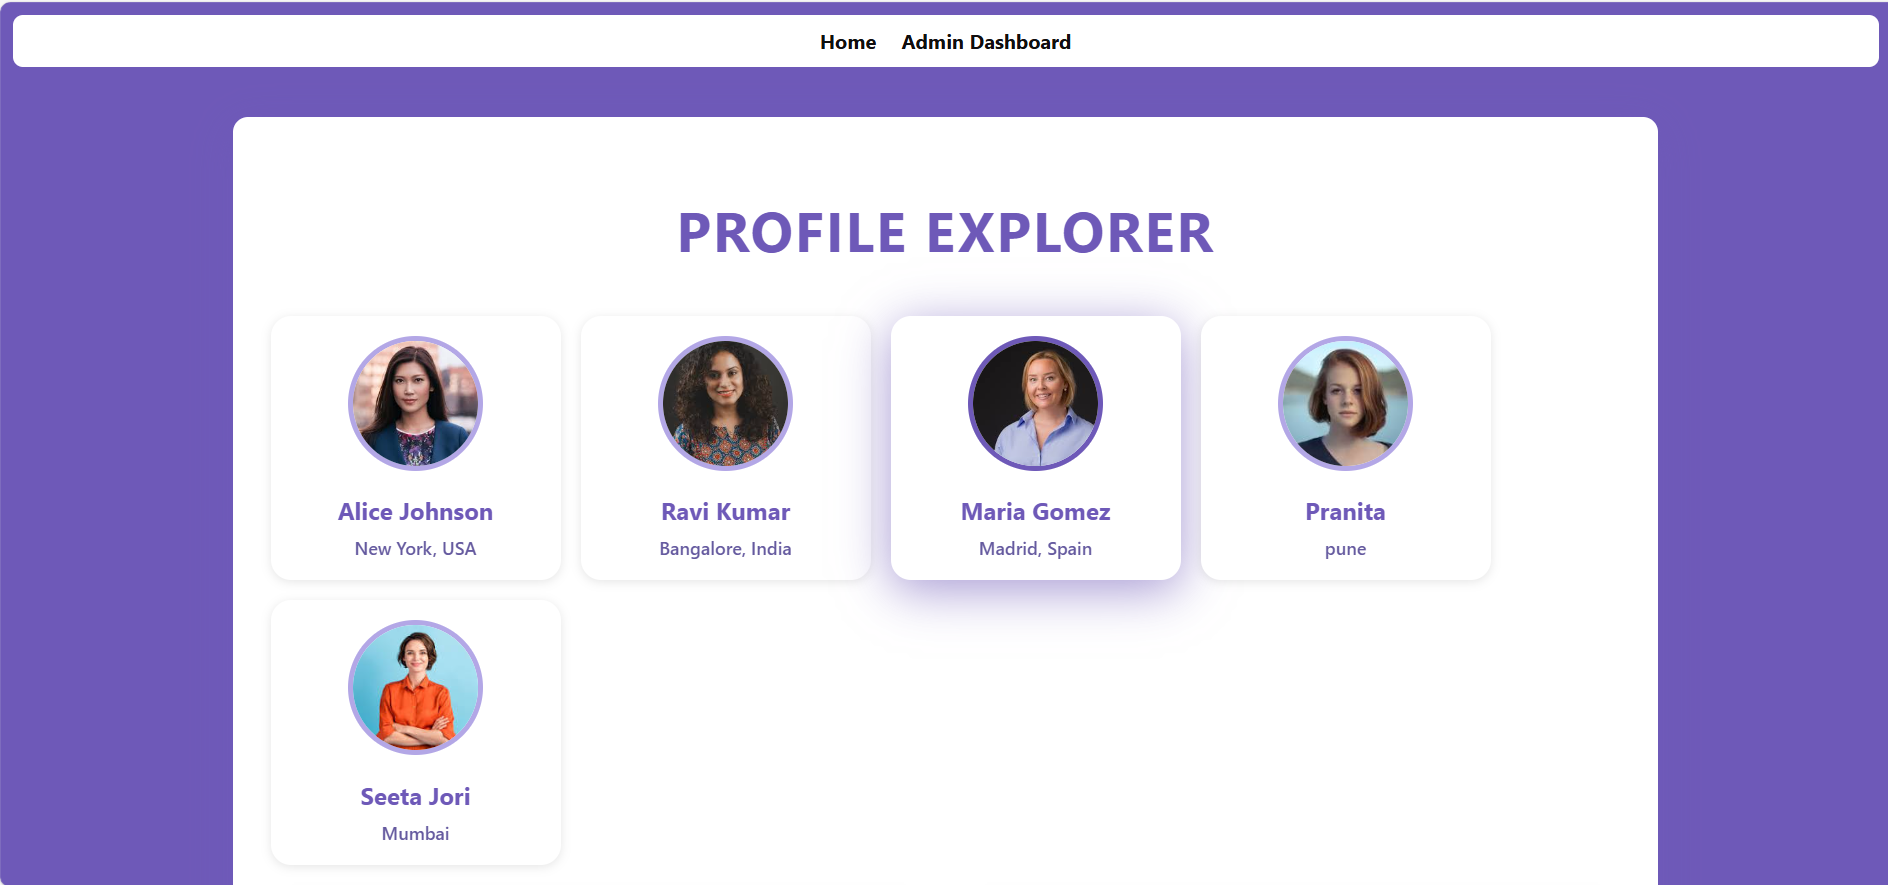 Home Admin Dashboard
PROFILE EXPLORER
Alice Johnson
New York, USA
Ravi Kumar
Bangalore, India
Maria Gomez
Madrid, Spain
Pranita
pune
Seeta Jori
Mumbai